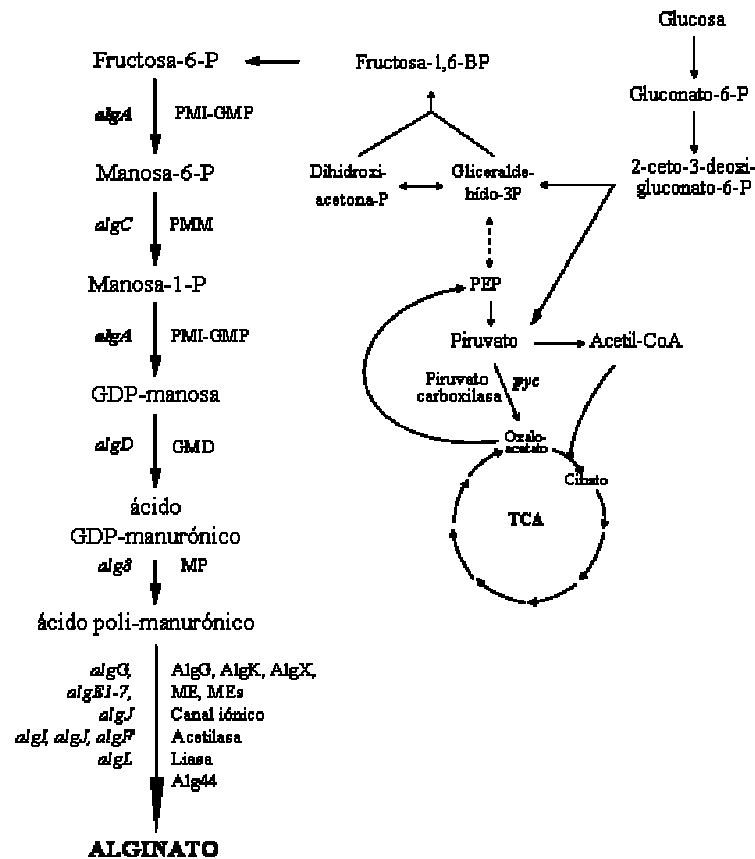 Glucosa
Gluconato-6-P
2-ceto-3-deoxi-
gluconato-6-P
Fructosa-6-P
Fructosa-1,6-BP
Dihidroxi-
acetona-P
Gliceralde-
hído-3P
PEP
Piruvato
Acetil-CoA
Piruvato
carboxilasa
pyc
Oxalo-
acetato
Citrato
TCA
algA PMI-GMP
Manosa-6-P
algC PMM
Manosa-1-P
algA PMI-GMP
GDP-manosa
algD GMD
ácido
GDP-manurónico
alg8 MP
ácido poli-manurónico
algG, AlgG, AlgK, AlgX,
algE1-7, ME, MEs
algJ Canal iónico
algI, algJ, algF Acetilasa
algL Liasa
Alg44
ALGINATO